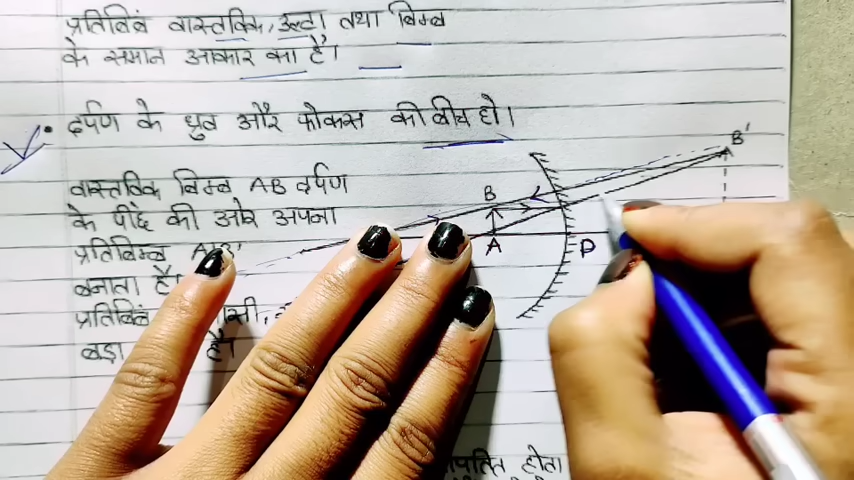 प्रतिबिंबं वास्तविक, उल्टा तथा बिम्ब
के समान आकार का है।
• दर्पण के ध्रुव और फोकस की बीच हो।
वास्तविक बिम्ब AB दर्पण
के पीछे की ओर अपना
प्रतिबिम्ब A'B'
बनाता है।
प्रतिबिंबं
बड़ा है।
B'
B
A
P
होता